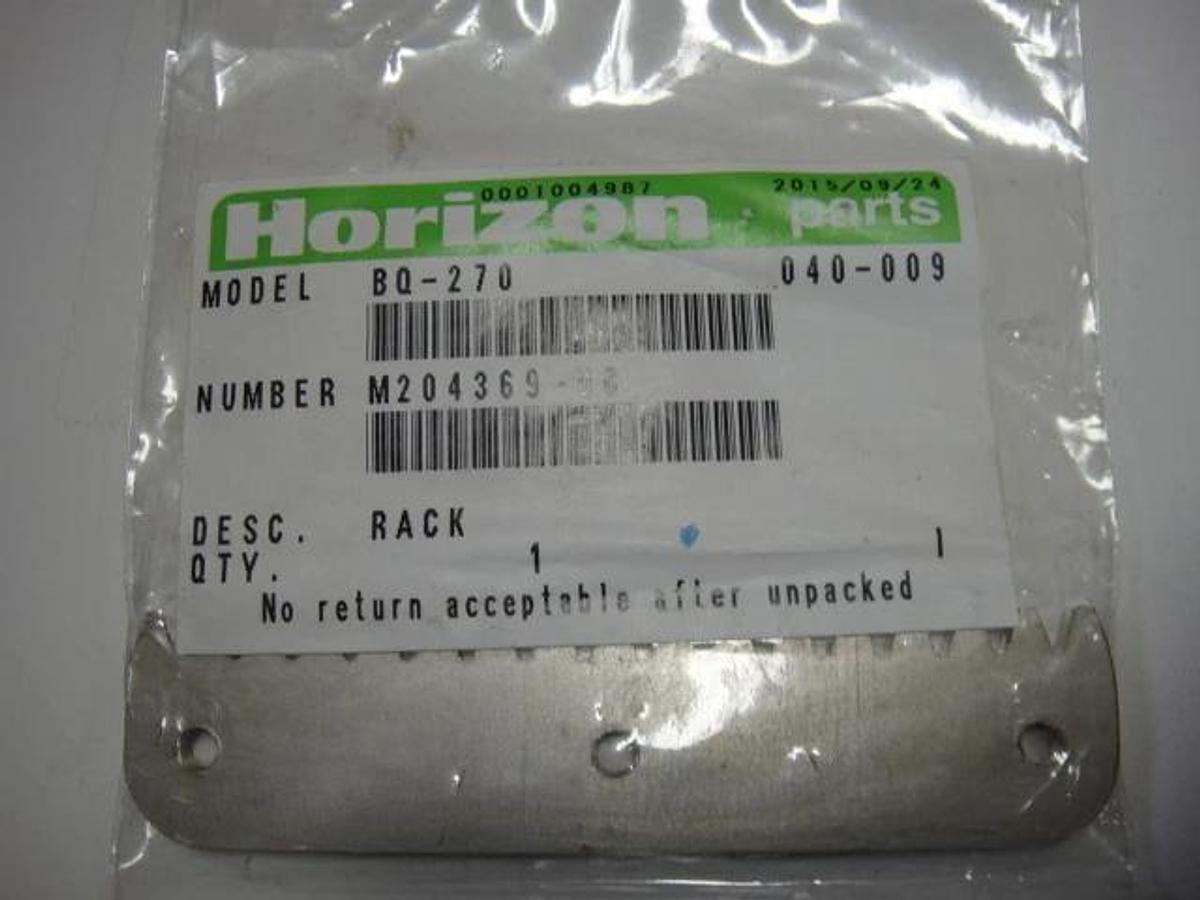 0001004987 2015/09/24
Horizon parts
MODEL BQ-270 040-009
NUMBER M204369
DESC. RACK
QTY. 1 1
No return acceptable after unpacked